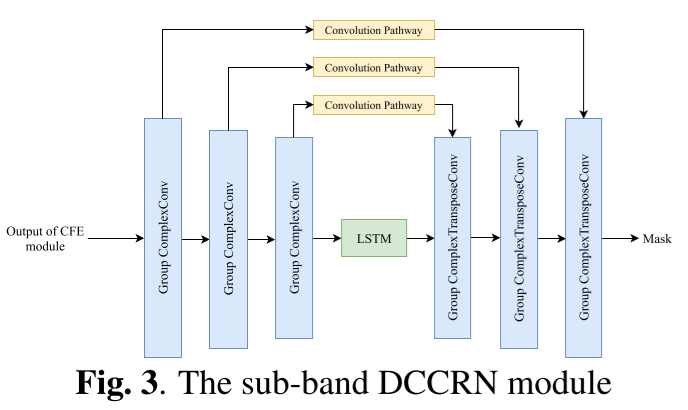 Convolution Pathway
Convolution Pathway
Convolution Pathway
Output of CFE
module
Group ComplexConv
Group ComplexConv
Group ComplexConv
LSTM
Group ComplexTransposeConv
Group ComplexTransposeConv
Group ComplexTransposeConv
Mask
Fig. 3. The sub-band DCCRN module